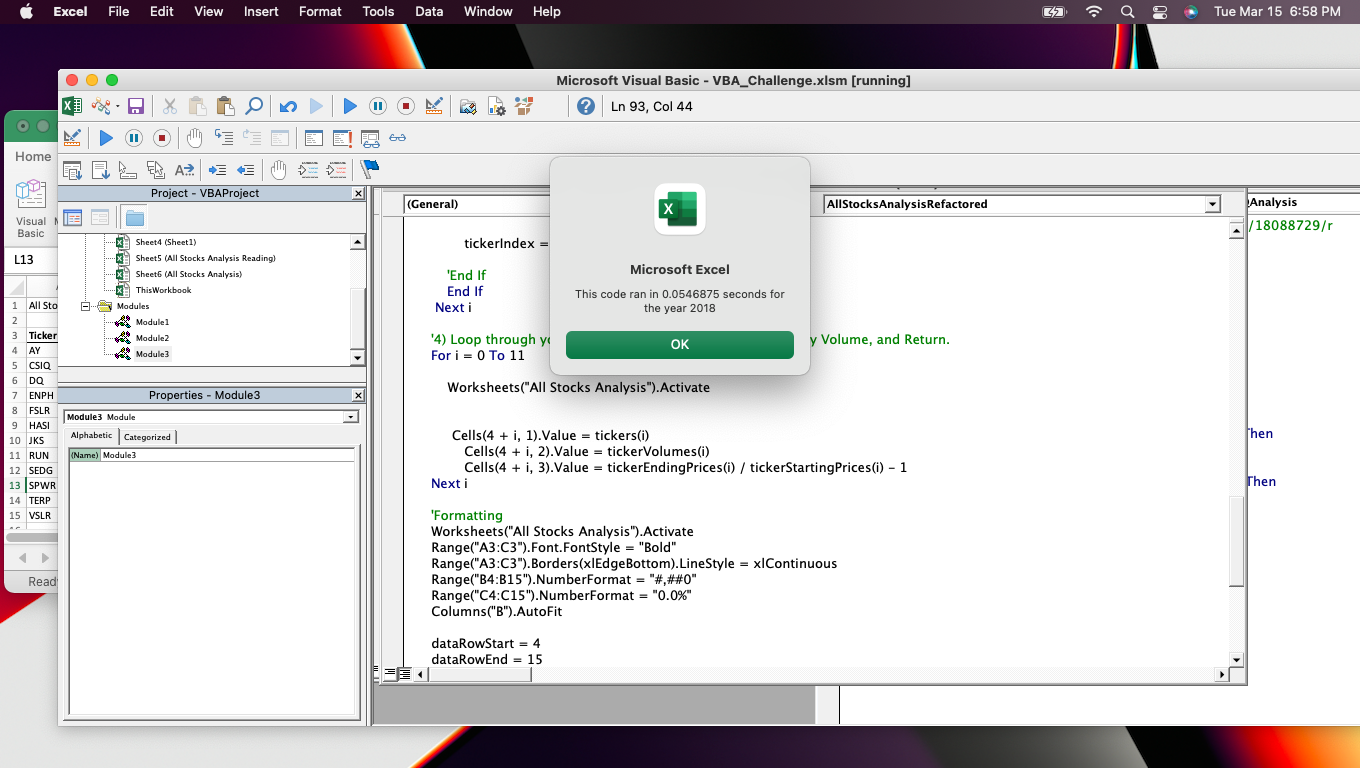 Excel File Edit View Insert Format Tools Data Window Help Tue Mar 15 6:58 PM
Microsoft Visual Basic - VBA_Challenge.xlsm [running]
Ln 93, Col 44
Home
Visual
Basic
L13
1 All Sto
2
3 Ticker
4 AY
5 CSIQ
6 DQ
7 ENPH
8 FSLR
9 HASI
10 JKS
11 RUN
12 SEDG
13 SPWR
14 TERP
15 VSLR
Read
Project - VBAProject
Sheet4 (Sheet1)
Sheet5 (All Stocks Analysis Reading)
Sheet6 (All Stocks Analysis)
ThisWorkbook
Modules
Module1
Module2
Module3
Properties - Module3
Module3 Module
Alphabetic Categorized
(Name) Module3
(General)
AllStocksAnalysisRefactored
tickerIndex =
'End If
End If
Next i
'4) Loop through yo
y Volume, and Return.
For i = 0 To 11
Worksheets("All Stocks Analysis").Activate
Cells(4 + i, 1).Value = tickers(i)
Cells(4 + i, 2).Value = tickerVolumes(i)
Cells(4 + i, 3).Value = tickerEndingPrices(i) / tickerStartingPrices(i) - 1
Next i
'Formatting
Worksheets("All Stocks Analysis").Activate
Range("A3:C3").Font.FontStyle = "Bold"
Range("A3:C3").Borders(xlEdgeBottom).LineStyle = xlContinuous
Range("B4:B15").NumberFormat = "#,##0"
Range("C4:C15").NumberFormat = "0.0%"
Columns("B").AutoFit
dataRowStart = 4
dataRowEnd = 15
Microsoft Excel
This code ran in 0.0546875 seconds for
the year 2018
OK
Analysis
/18088729/r
Then
Then